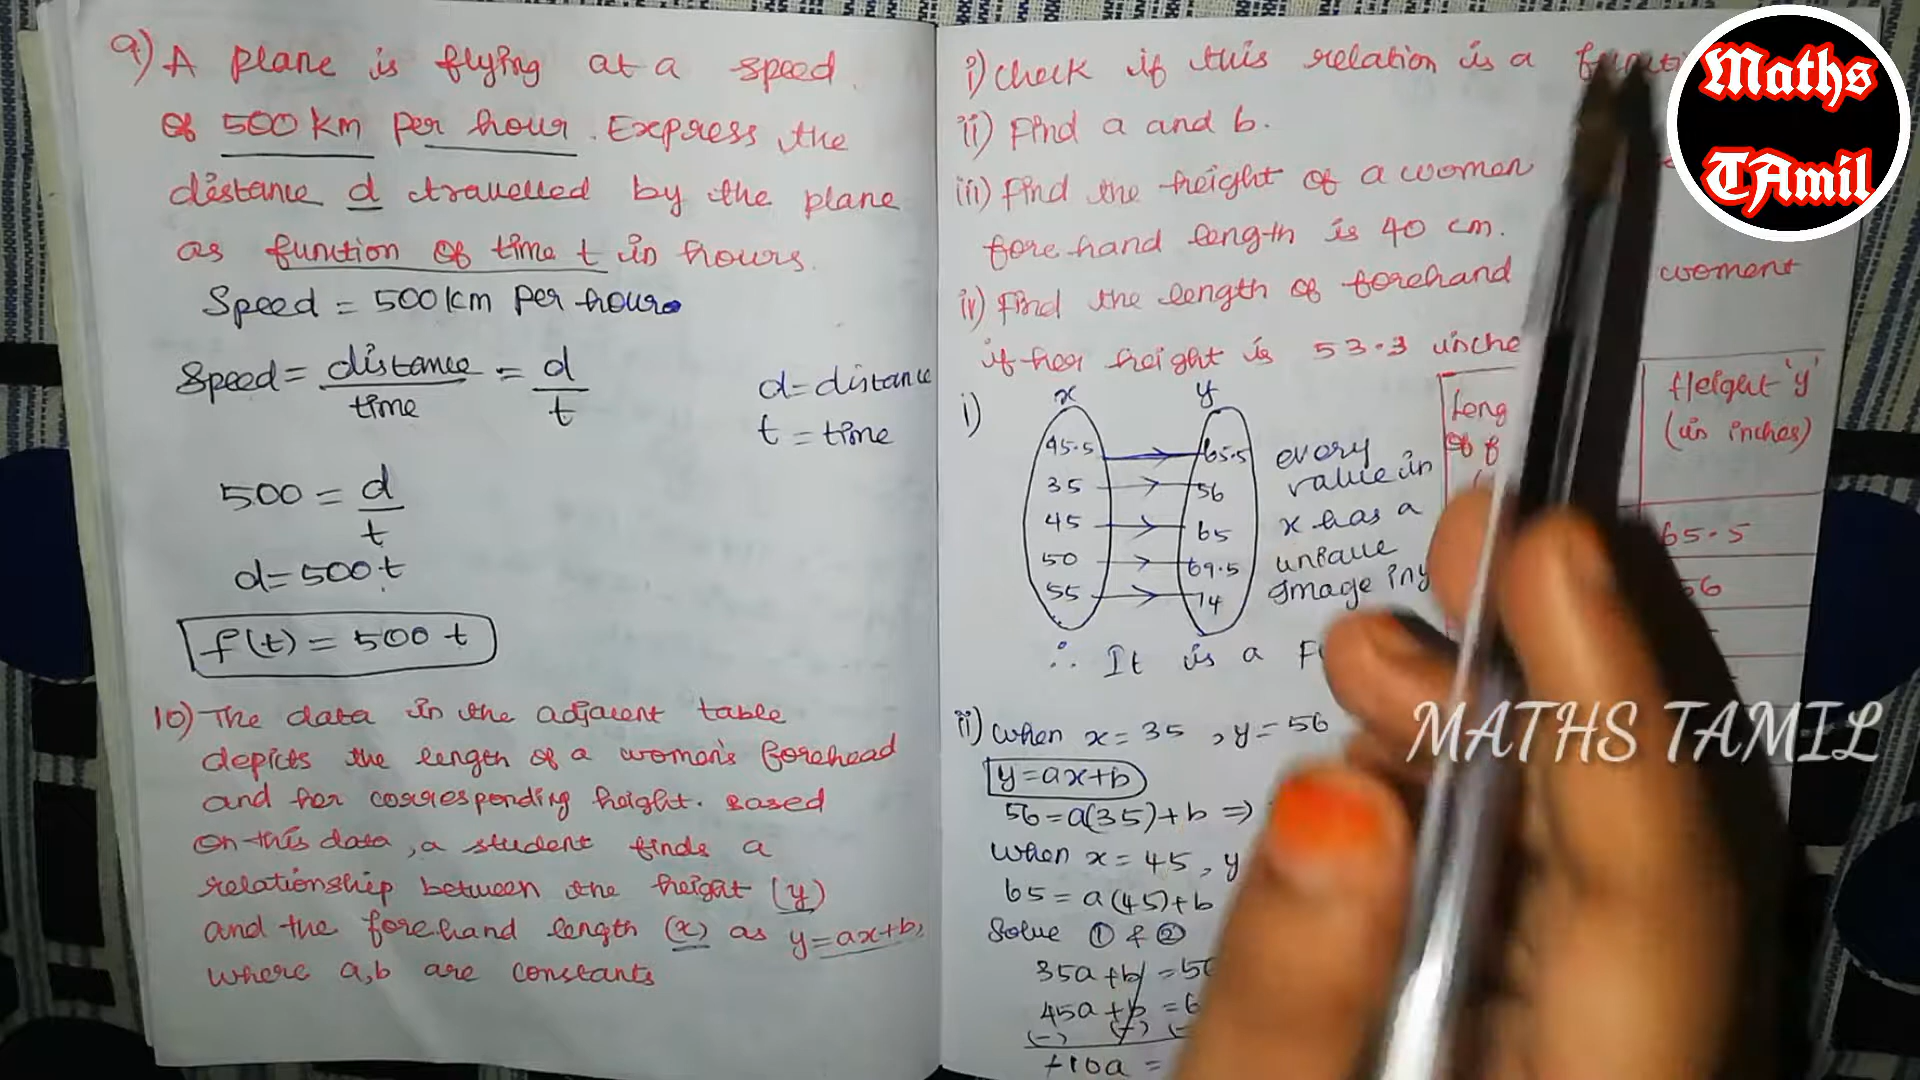 9) A plane is flying at a speed
of 500 km per hour. Express the
distance d travelled by the plane
as function of time t in hours.
Speed = 500 km per hour
Speed = distance/time = d/t
d = distance
t = time
500 = d/t
d = 500t
f(t) = 500 t
10) The data in the adjacent table
depicts the length of a women's forehead
and her corresponding height. Based
on this data, a student finds a
relationship between the height (y)
and the forehand length (x) as y=ax+b,
where a,b are constants
i) check if this relation is a
ii) Find a and b.
iii) Find the height of a women
forehand length is 40 cm.
iv) Find the length of forehand
woment
if her height is 53.3 inche
i)
x y
45.5 65.5
35 56
45 65
50 69.5
55 74
every
value in
x has a
unique
Image in y
∴ It is a
Height 'y'
(in inches)
65.5
56
ii) when x = 35, y = 56
y = ax+b
56 = a(35)+b ⇒
when x = 45, y
65 = a(45)+b
Solve ① & ②
35a+b =
45a+b =
(-) (-)
+10a =
Maths
TAmil
MATHS TAMIL